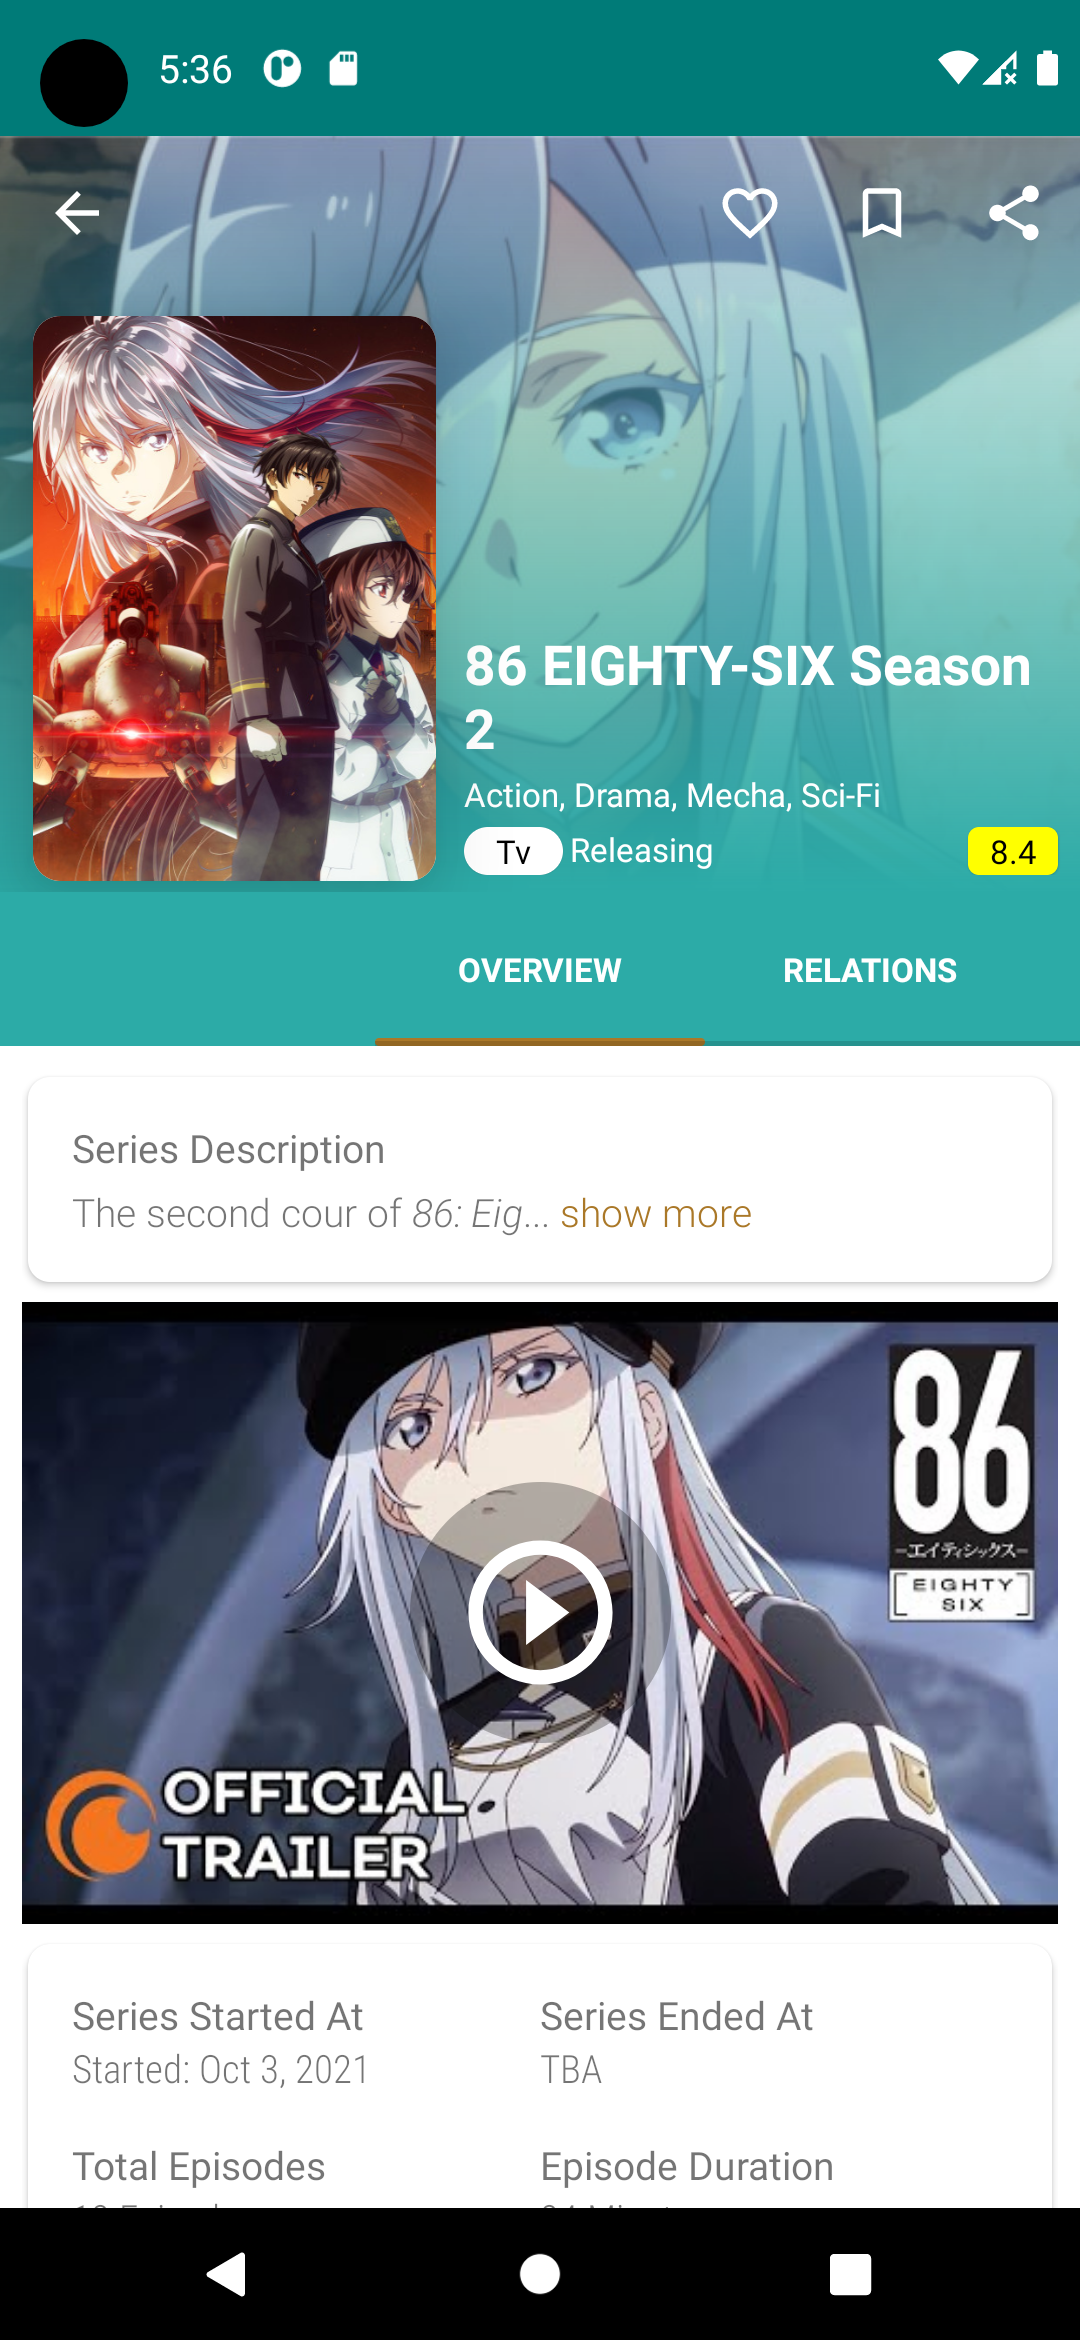 5:36
86 EIGHTY-SIX Season
2
Action, Drama, Mecha, Sci-Fi
Tv Releasing 8.4
OVERVIEW RELATIONS
Series Description
The second cour of 86: Eig... show more
86
-エイティシックス-
EIGHTY
SIX
OFFICIAL
TRAILER
Series Started At Series Ended At
Started: Oct 3, 2021 TBA
Total Episodes Episode Duration